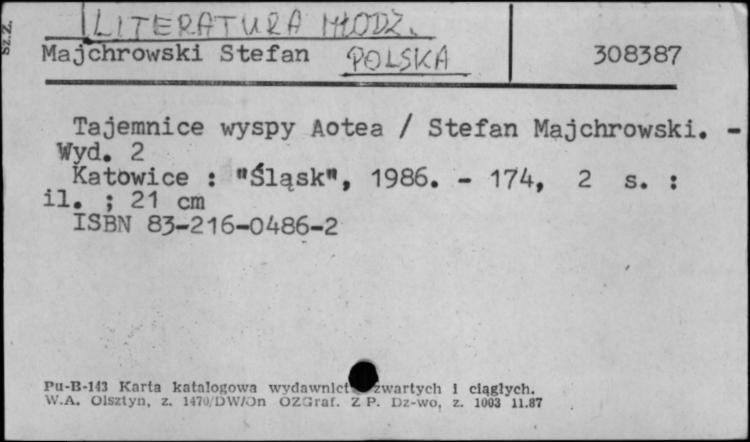 LITERATURA MŁODZ.
Sz.Z.
Majchrowski Stefan POLSKA 308387
Tajemnice wyspy Aotea / Stefan Majchrowski. -
Wyd. 2
Katowice : "Śląsk", 1986. - 174, 2 s. :
il. ; 21 cm
ISBN 83-216-0486-2
Pu-B-143 Karta katalogowa wydawnict zwartych i ciągłych.
W.A. Olsztyn, z. 1470/DW/On OZGraf. Z P. Dz-wo, z. 1003 11.87